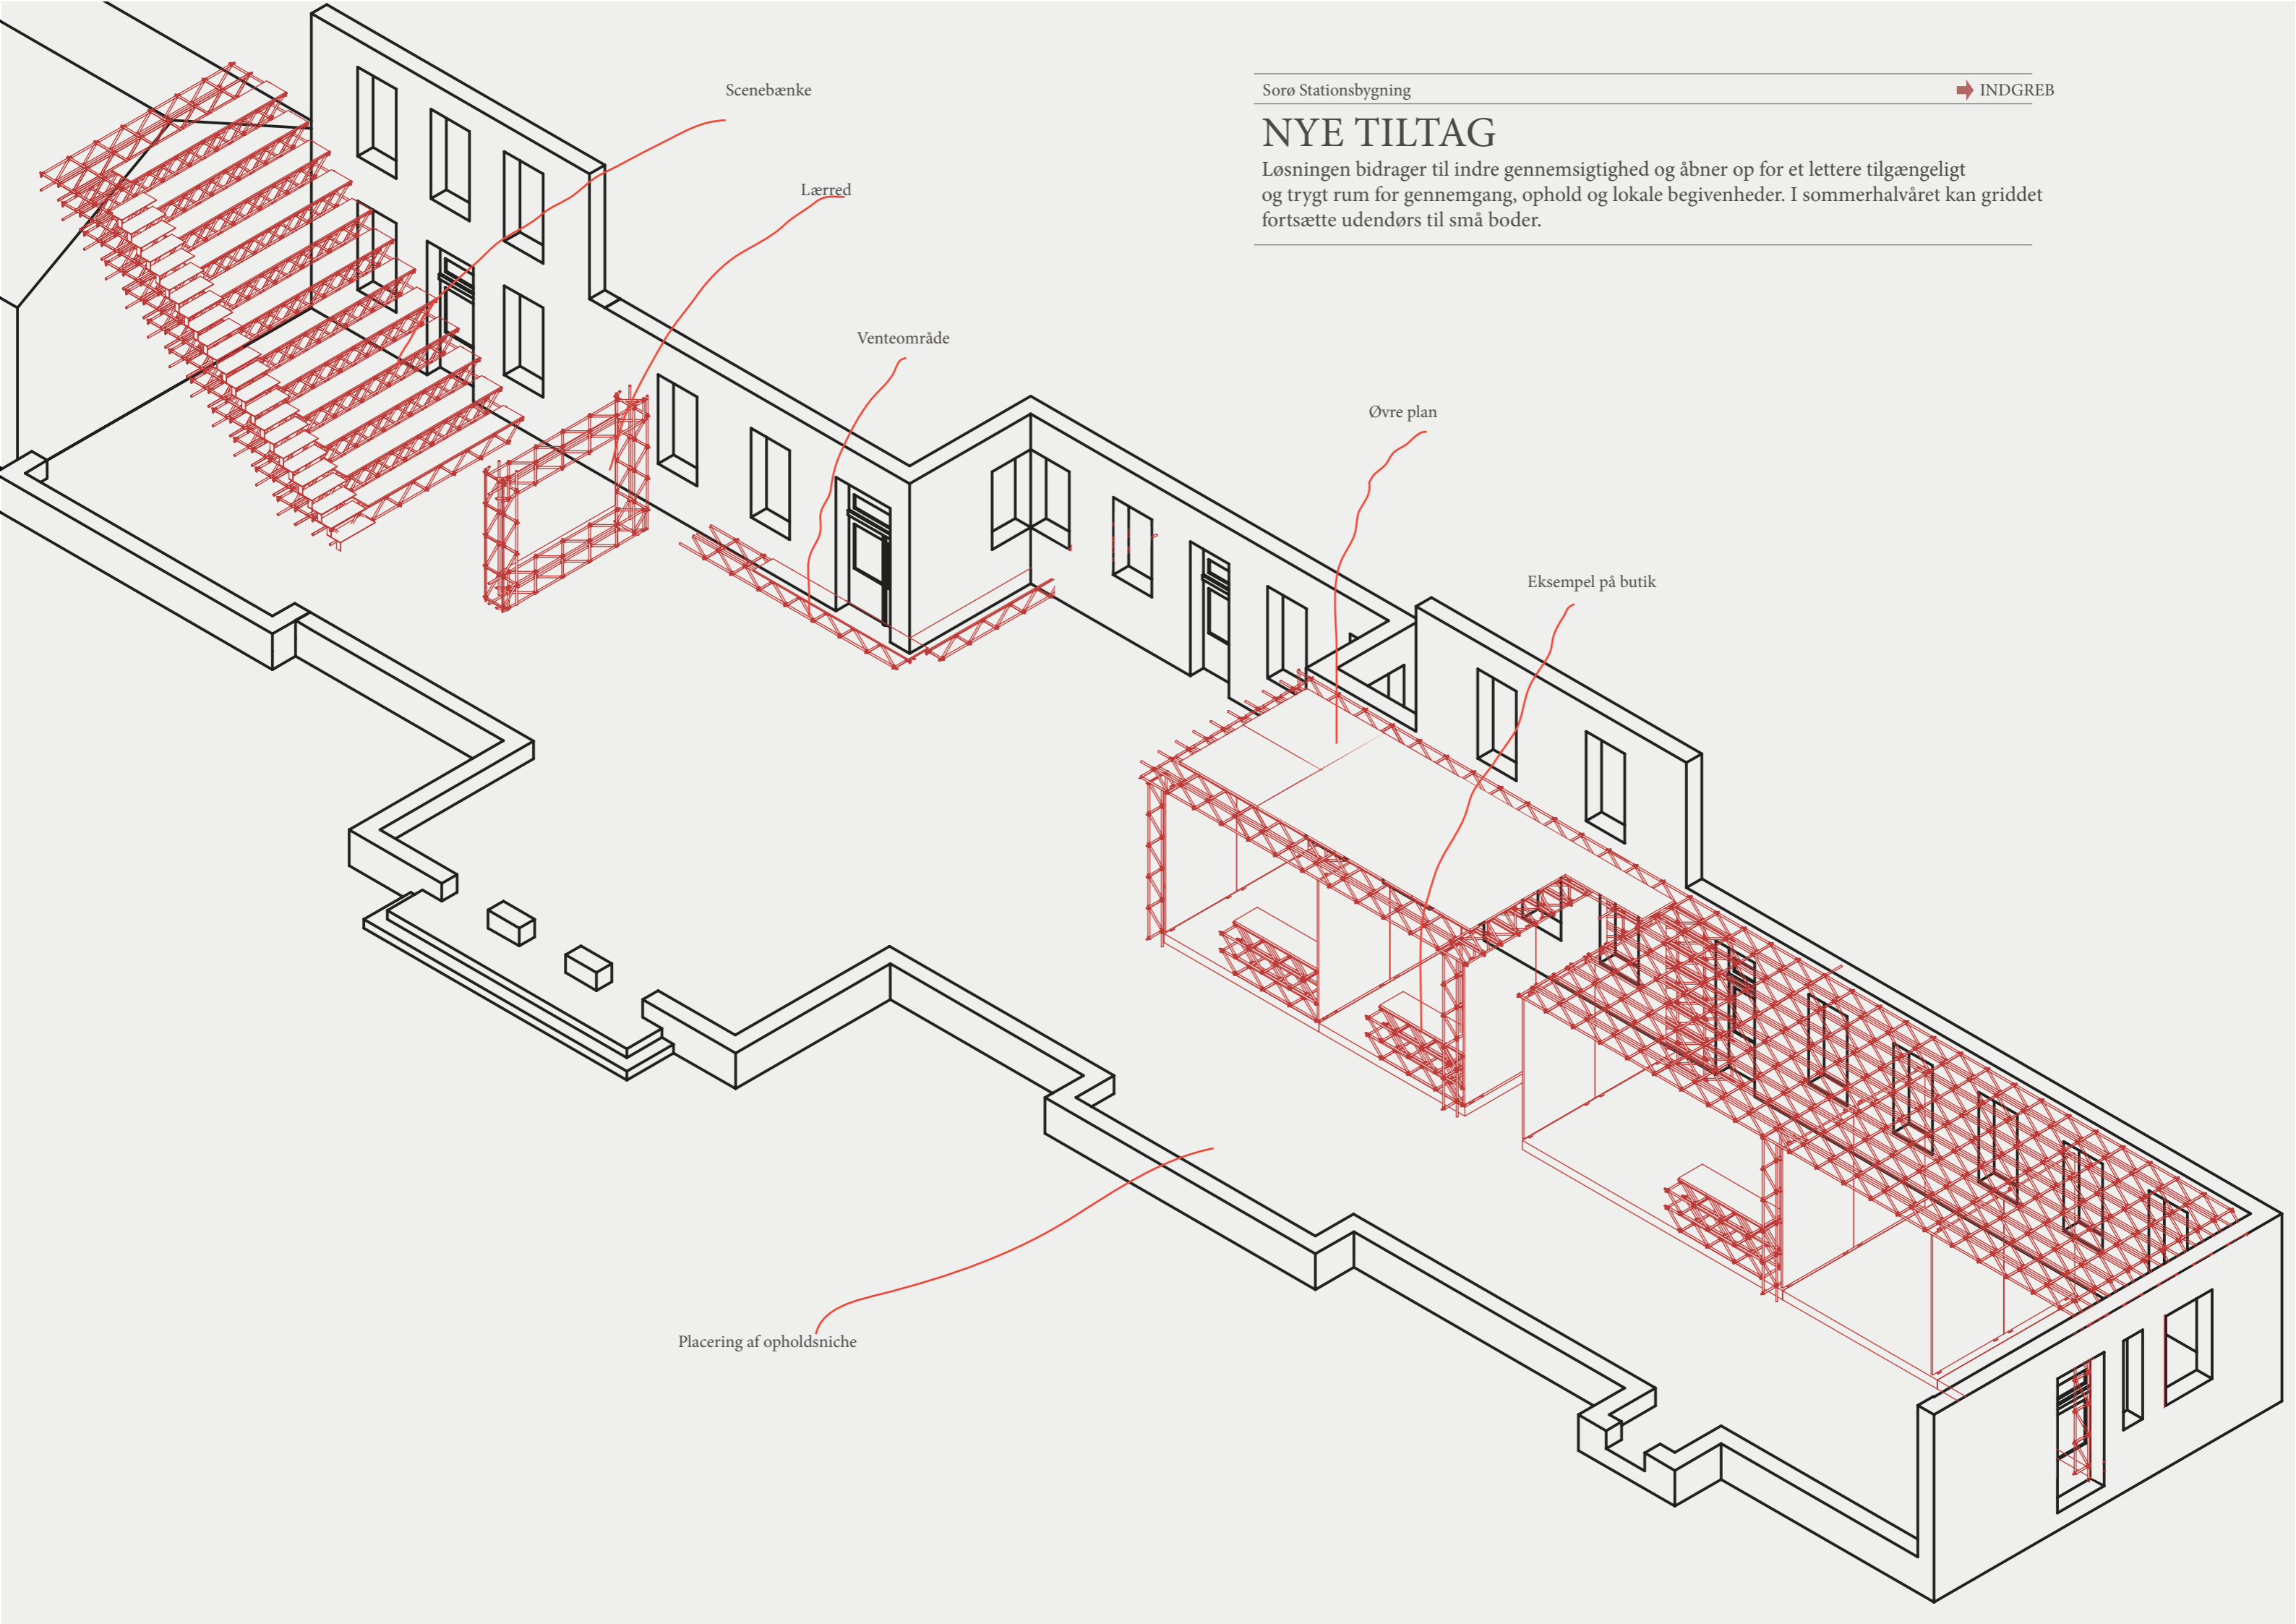 Sorø Stationsbygning
INDGREB
NYE TILTAG
Løsningen bidrager til indre gennemsigtighed og åbner op for et lettere tilgængeligt
og trygt rum for gennemgang, ophold og lokale begivenheder. I sommerhalvåret kan griddet
fortsætte udendørs til små boder.
Scenebænke
Lærred
Venteområde
Øvre plan
Eksempel på butik
Placering af opholdsniche